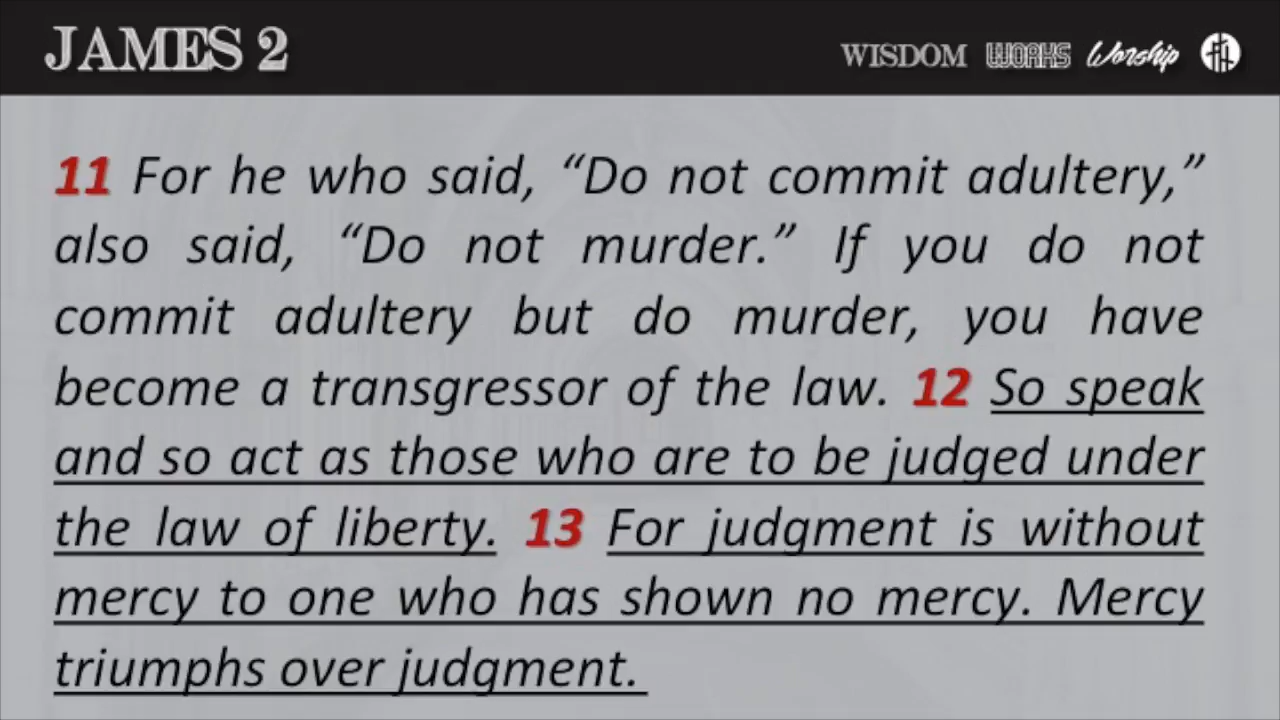 JAMES 2 WISDOM WORKS Worship
11 For he who said, “Do not commit adultery,”
also said, “Do not murder.” If you do not
commit adultery but do murder, you have
become a transgressor of the law. 12 So speak
and so act as those who are to be judged under
the law of liberty. 13 For judgment is without
mercy to one who has shown no mercy. Mercy
triumphs over judgment.